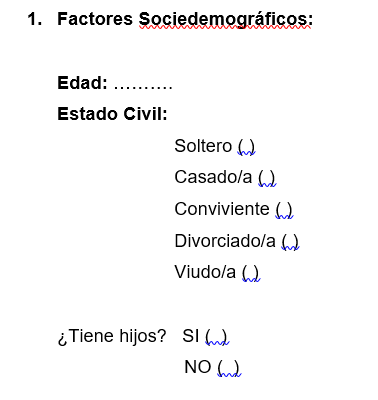 1. Factores Sociedemográficos:
Edad: ……….
Estado Civil:
Soltero ( )
Casado/a ( )
Conviviente ( )
Divorciado/a ( )
Viudo/a ( )
¿Tiene hijos? SI ( )
NO ( )